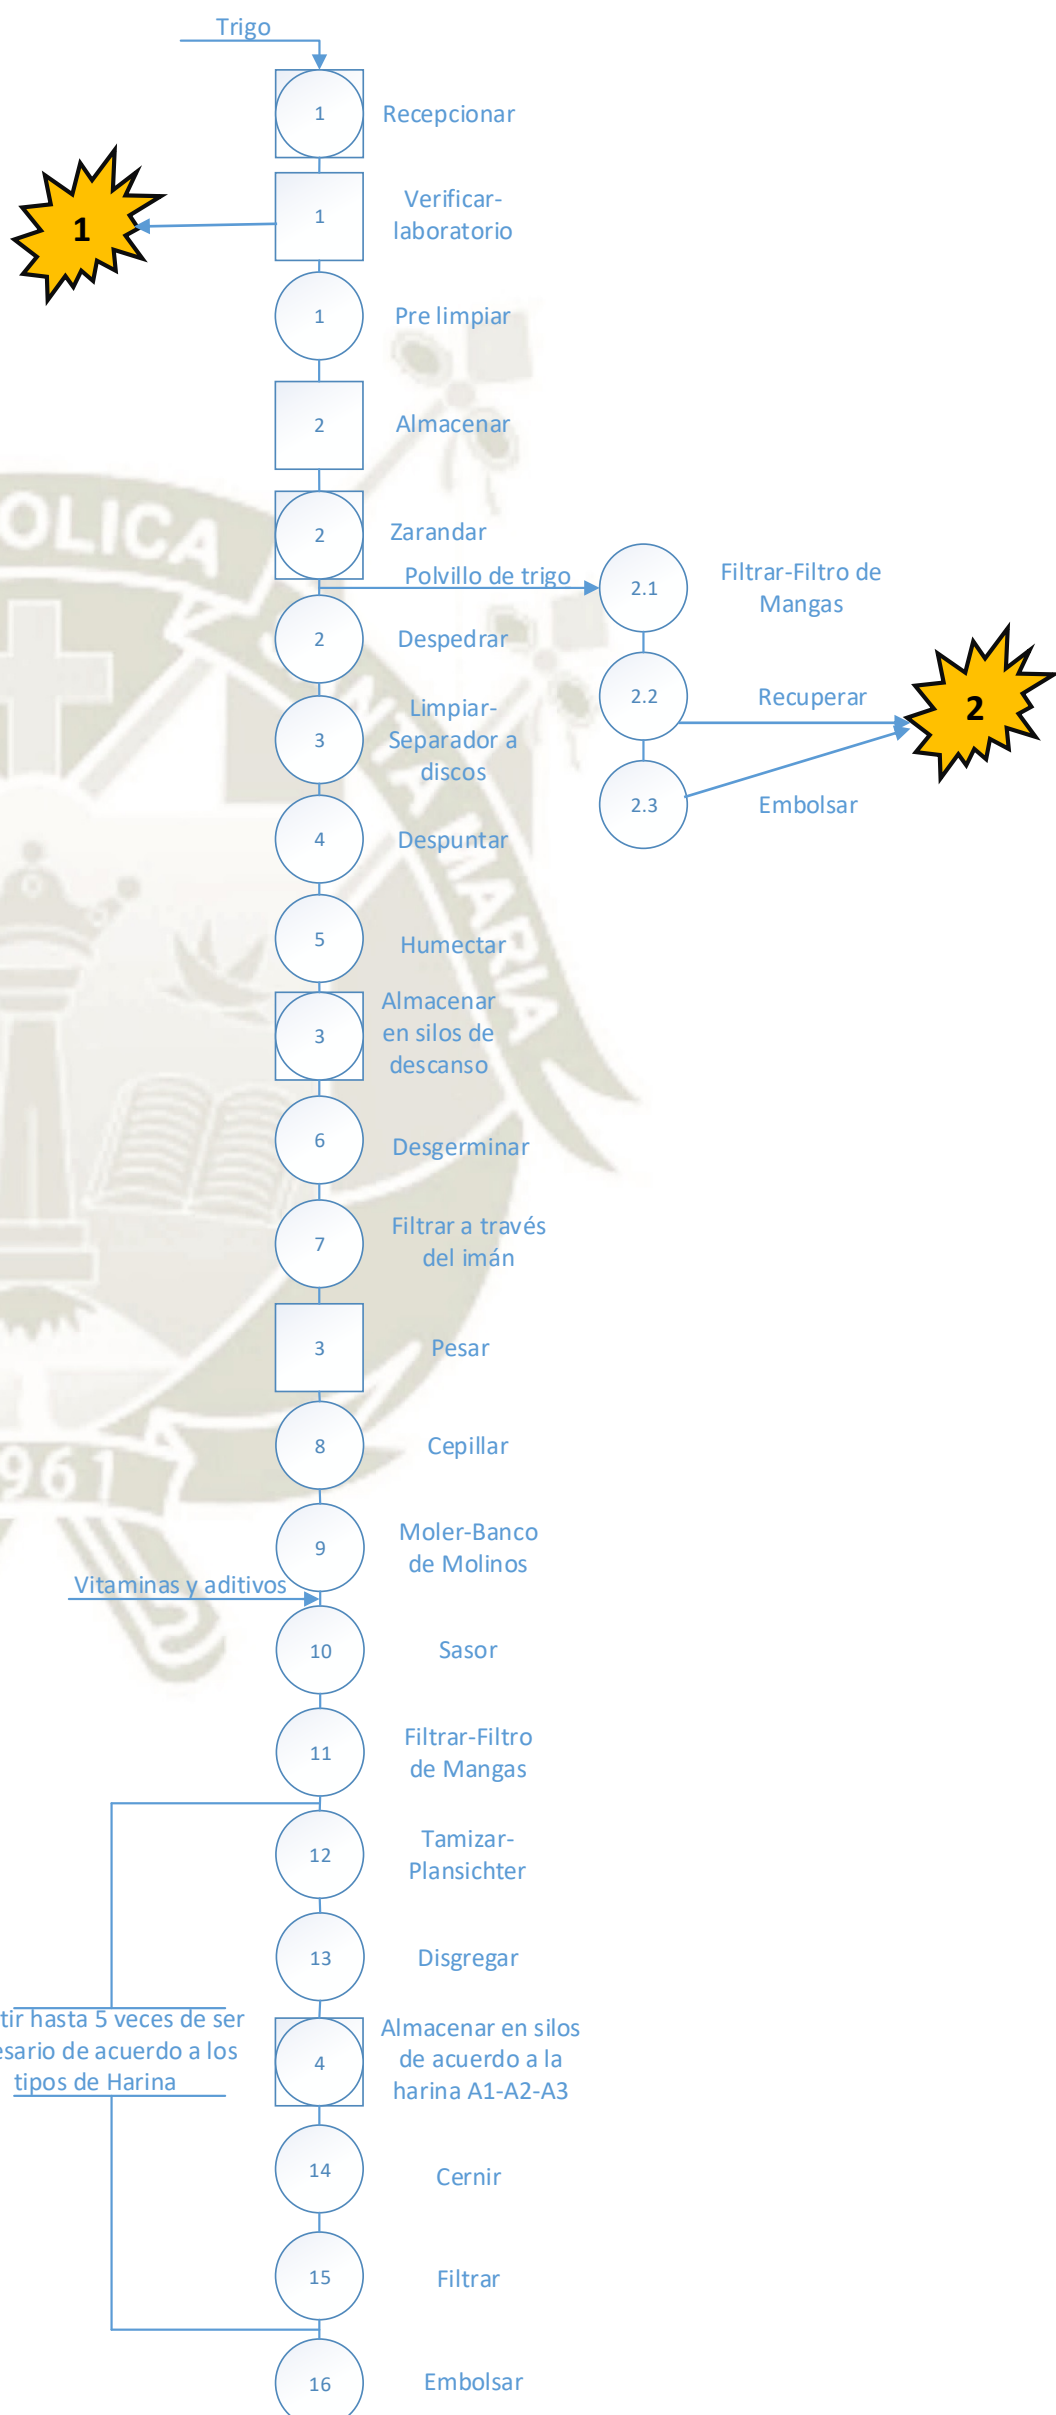 Trigo
1
Recepcionar
1
1
Verificar-
laboratorio
1
Pre limpiar
2
Almacenar
2
Zarandar
Polvillo de trigo
2.1
Filtrar-Filtro de
Mangas
2
Despedrar
2.2
Recuperar
2
3
Limpiar-
Separador a
discos
2.3
Embolsar
4
Despuntar
5
Humectar
3
Almacenar
en silos de
descanso
6
Desgerminar
7
Filtrar a través
del imán
3
Pesar
8
Cepillar
9
Moler-Banco
de Molinos
Vitaminas y aditivos
10
Sasor
11
Filtrar-Filtro
de Mangas
12
Tamizar-
Plansichter
13
Disgregar
tir hasta 5 veces de ser
esario de acuerdo a los
tipos de Harina
4
Almacenar en silos
de acuerdo a la
harina A1-A2-A3
14
Cernir
15
Filtrar
16
Embolsar
OLICA
NTA MARIA
961